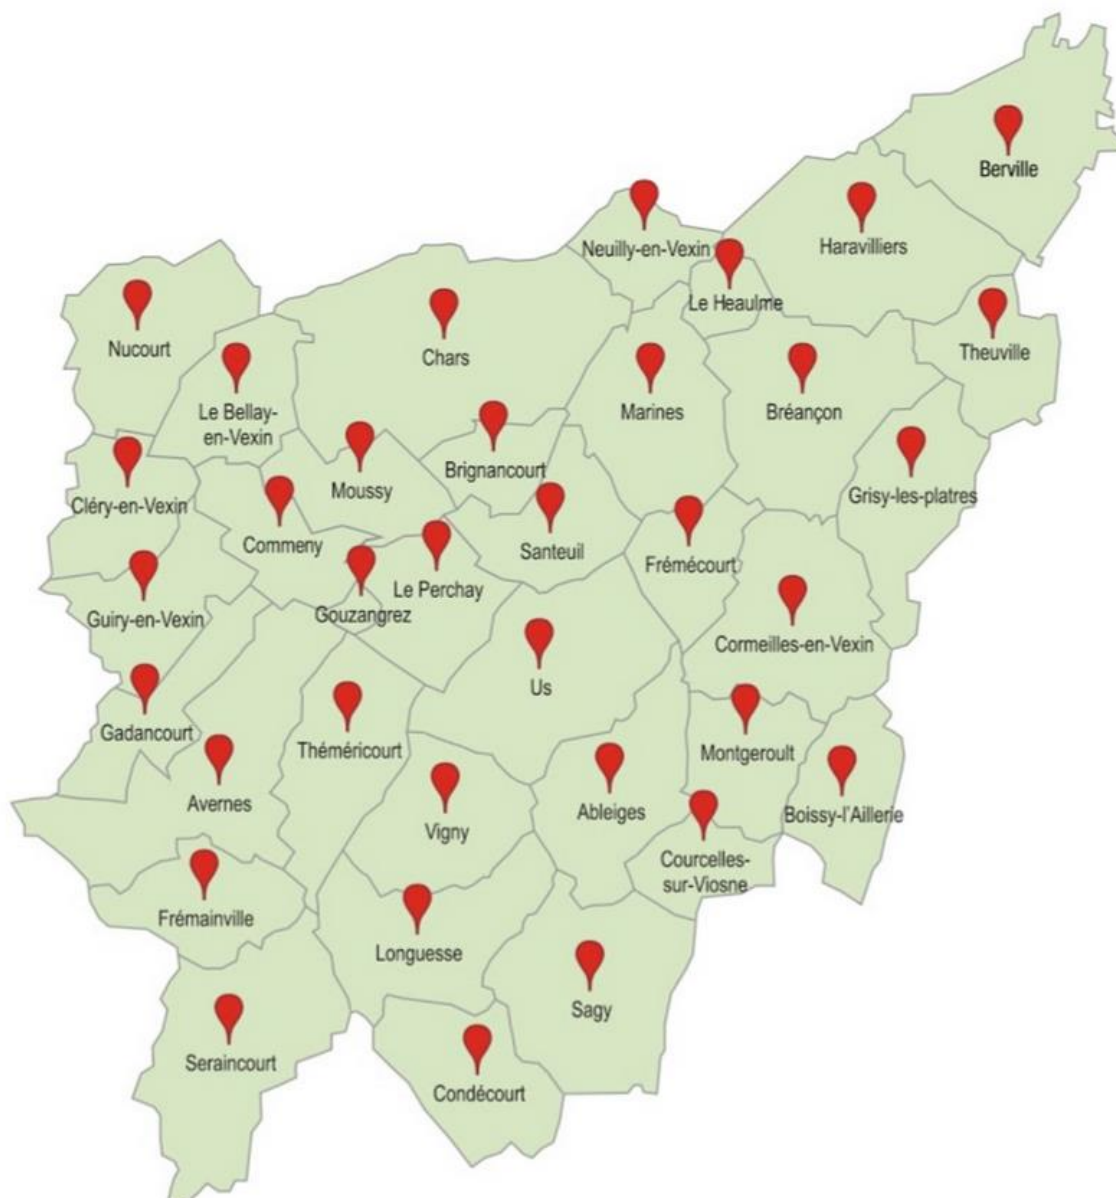 Berville
Neuilly-en-Vexin
Haravilliers
Le Heaulme
Nucourt
Chars
Theuville
Le Bellay-
en-Vexin
Marines
Bréançon
Brignancourt
Moussy
Grisy-les-platres
Cléry-en-Vexin
Commeny
Santeuil
Frémécourt
Le Perchay
Gouzangrez
Guiry-en-Vexin
Cormeilles-en-Vexin
Us
Gadancourt
Théméricourt
Montgeroult
Avernes
Vigny
Ableiges
Boissy-l'Aillerie
Courcelles-
sur-Viosne
Frémainville
Longuesse
Sagy
Seraincourt
Condécourt